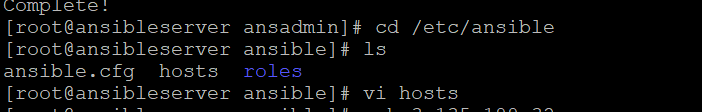 Complete!
[root@ansibleserver ansadmin]# cd /etc/ansible
[root@ansibleserver ansible]# ls
ansible.cfg  hosts  roles
[root@ansibleserver ansible]# vi hosts